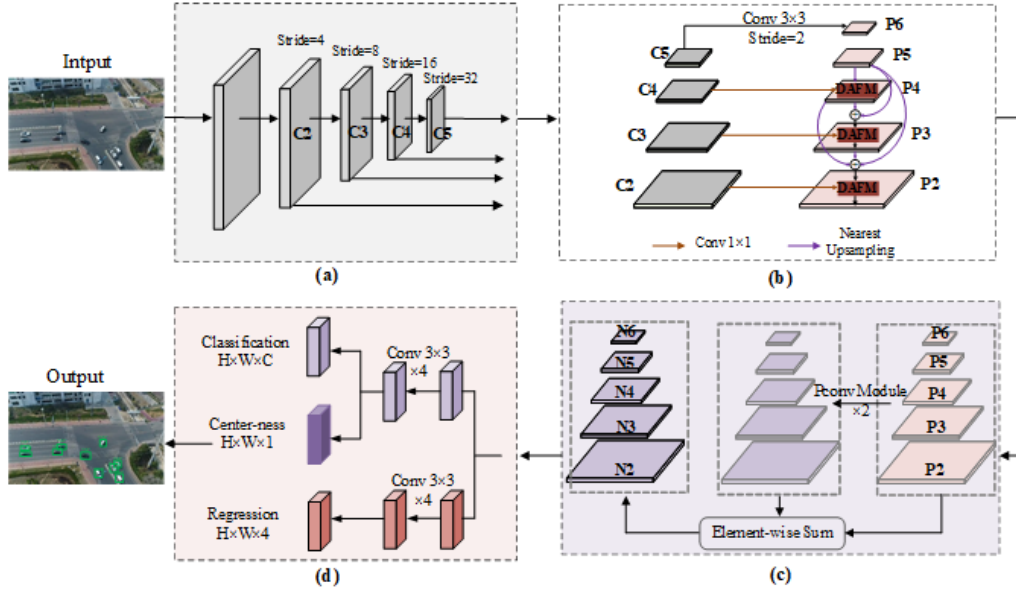 Intput
Stride=4
Stride=8
Stride=16
Stride=32
C2
C3
C4
C5
(a)
Conv 3×3
Stride=2
P6
C5
P5
C4
DAFM
P4
C3
DAFM
P3
C2
DAFM
P2
Conv 1×1
Nearest
Upsampling
(b)
Output
Classification
H×W×C
Conv 3×3
×4
Center-ness
H×W×1
Conv 3×3
×4
Regression
H×W×4
(d)
N6
N5
N4
N3
N2
Pconv Module
×2
P6
P5
P4
P3
P2
Element-wise Sum
(c)